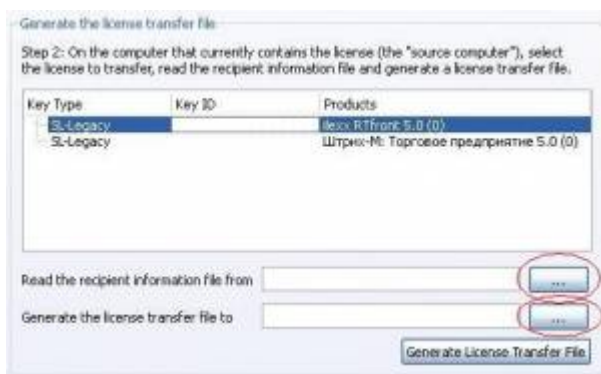 Generate the license transfer file
Step 2: On the computer that currently contains the license (the "source computer"), select
the license to transfer, read the recipient information file and generate a license transfer file.
Key Type Key ID Products
SL-Legacy Ilexx RTfront 5.0 (0)
SL-Legacy Штрих-М: Торговое предприятие 5.0 (0)
Read the recipient information file from ...
Generate the license transfer file to ...
Generate License Transfer File